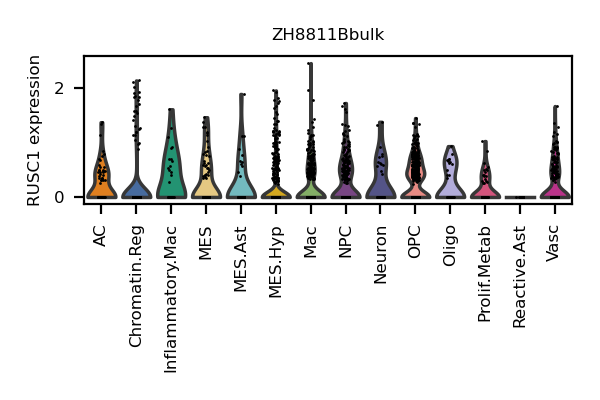 ZH8811Bbulk
RUSC1 expression
2
0
AC
Chromatin.Reg
Inflammatory.Mac
MES
MES.Ast
MES.Hyp
Mac
NPC
Neuron
OPC
Oligo
Prolif.Metab
Reactive.Ast
Vasc